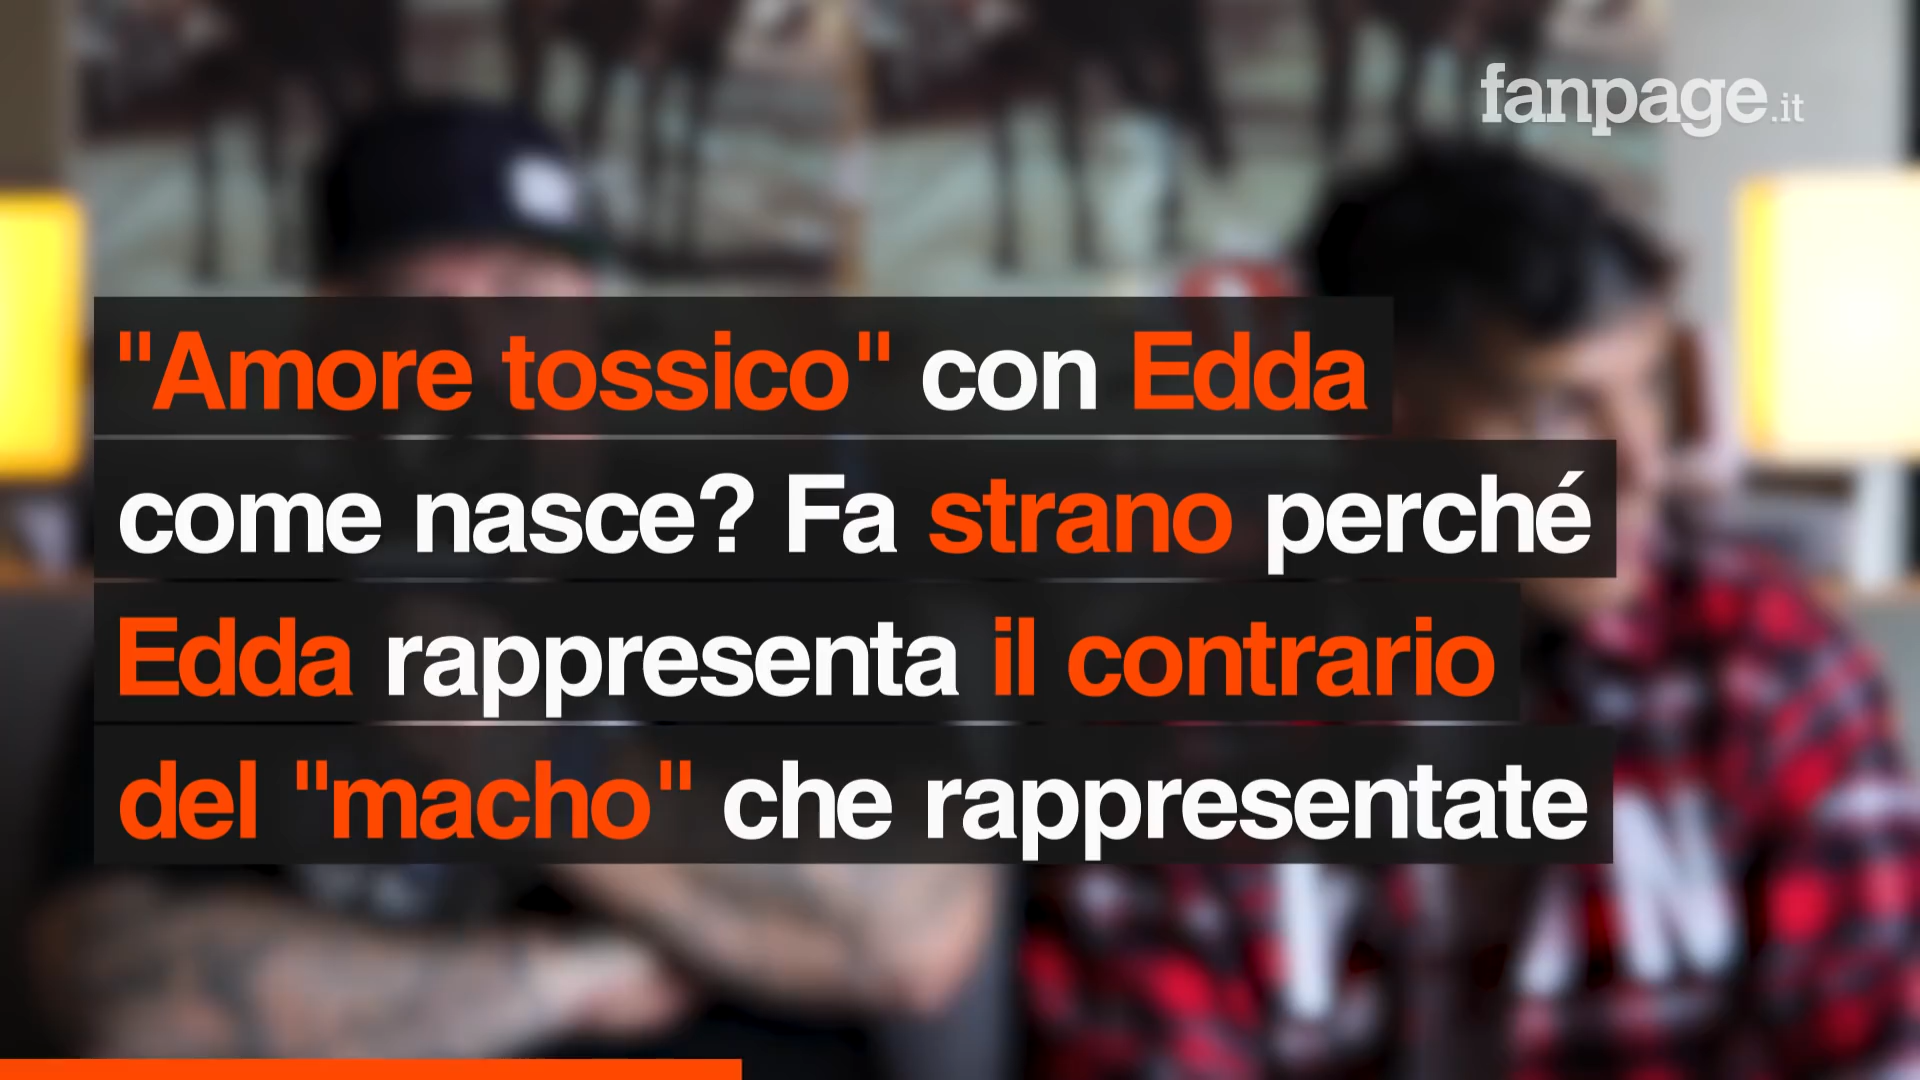 fanpage.it
"Amore tossico" con Edda
come nasce? Fa strano perché
Edda rappresenta il contrario
del "macho" che rappresentate